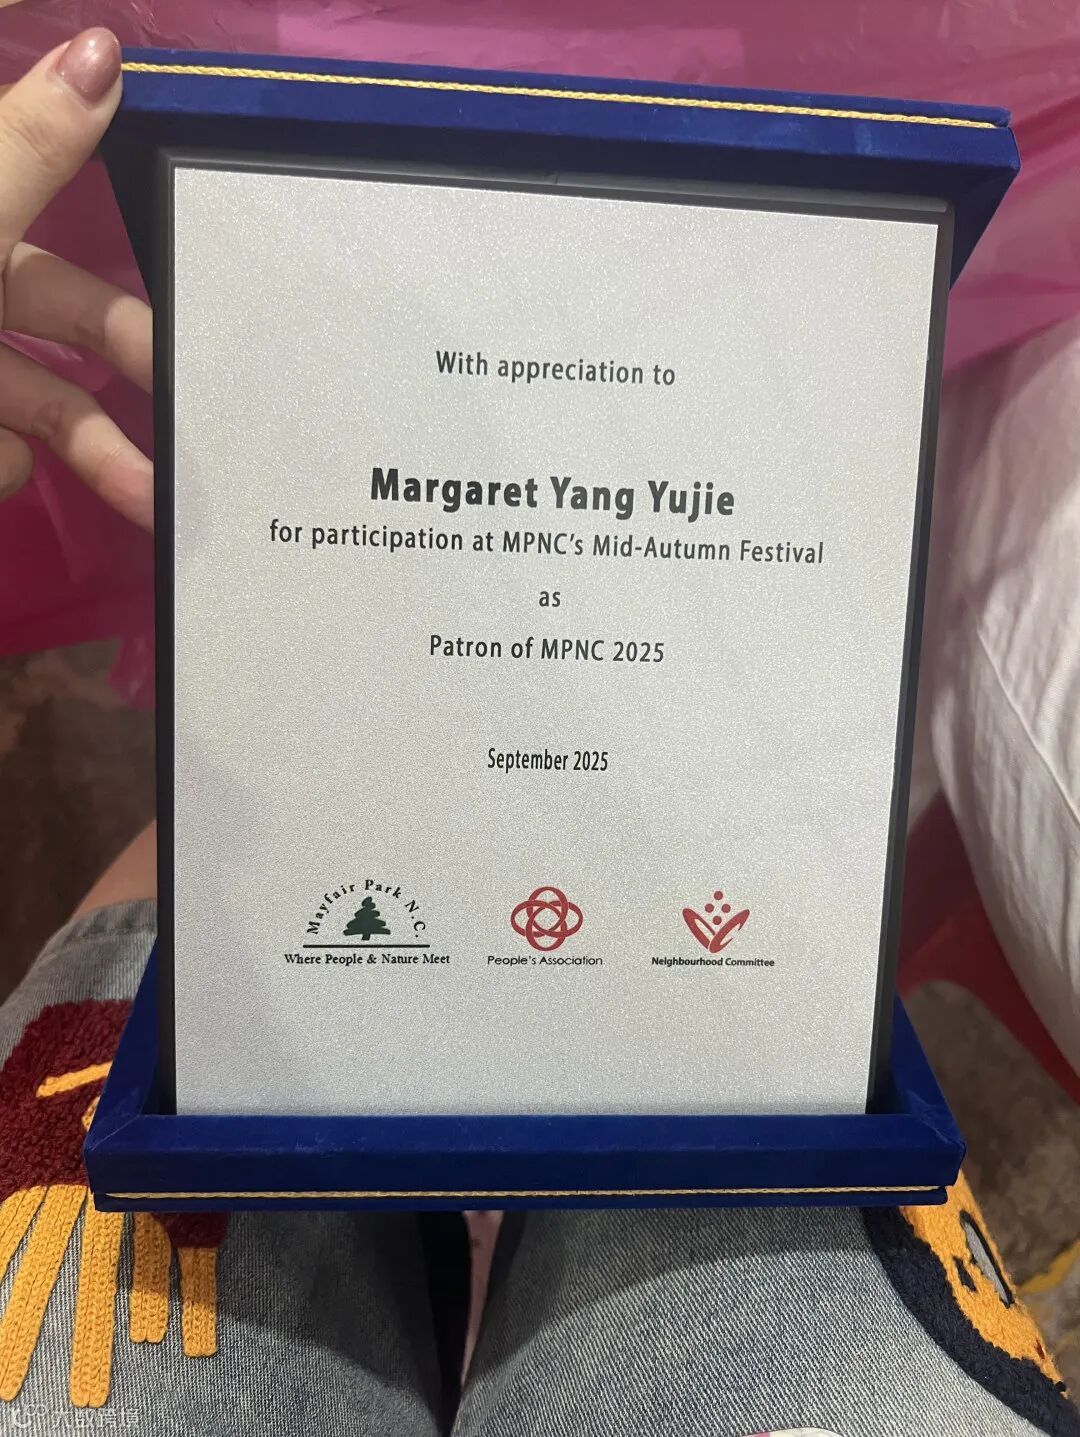 With appreciation to
Margaret Yang Yujie
for participation at MPNC's Mid-Autumn Festival
as
Patron of MPNC 2025
September 2025
Mayfair Park N.C.
Where People & Nature Meet
People's Association
Neighbourhood Committee